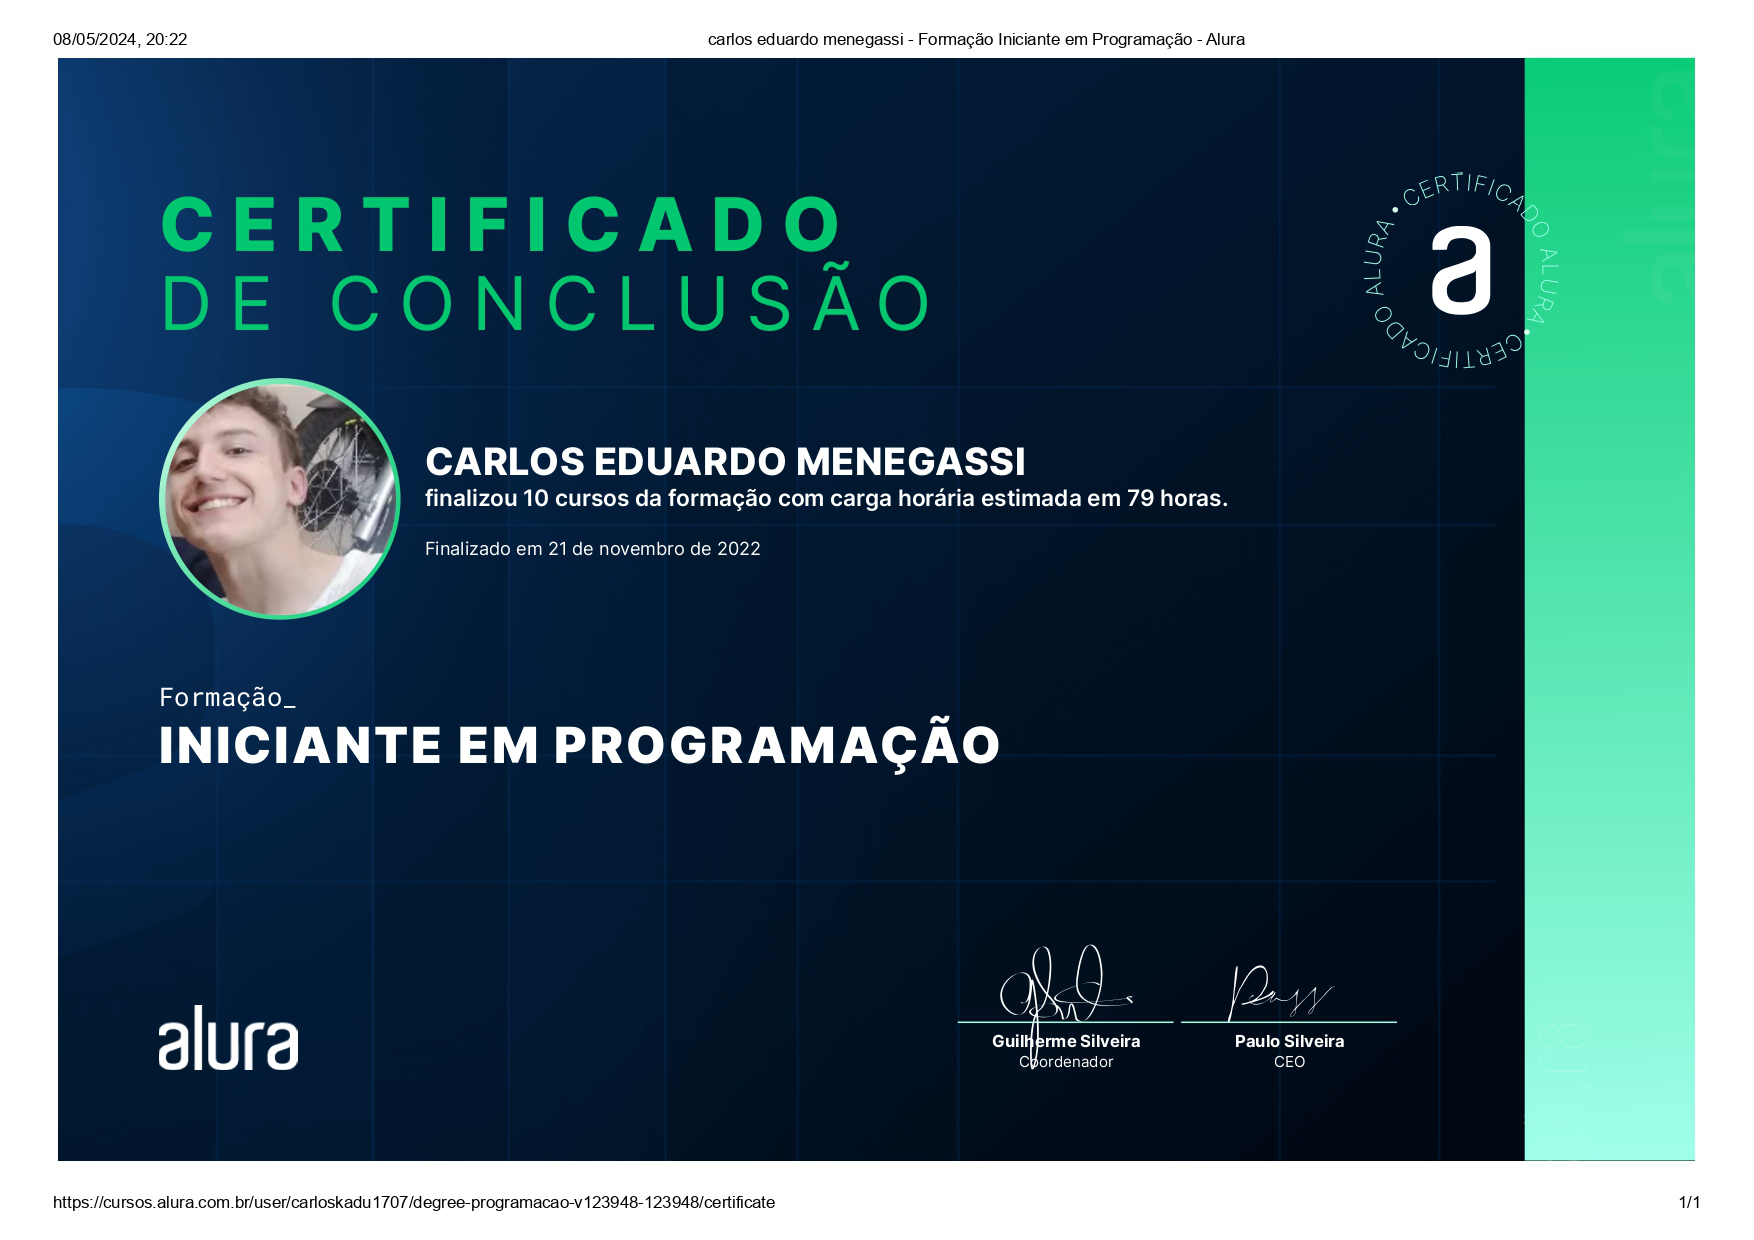 08/05/2024, 20:22
carlos eduardo menegassi - Formação Iniciante em Programação - Alura
CERTIFICADO
DE CONCLUSÃO
CERTIFICADO ALURA • CERTIFICADO ALURA •
a
CARLOS EDUARDO MENEGASSI
finalizou 10 cursos da formação com carga horária estimada em 79 horas.
Finalizado em 21 de novembro de 2022
Formação_
INICIANTE EM PROGRAMAÇÃO
alura
Guilherme Silveira
Coordenador
Paulo Silveira
CEO
alura
alura
https://cursos.alura.com.br/user/carloskadu1707/degree-programacao-v123948-123948/certificate
1/1